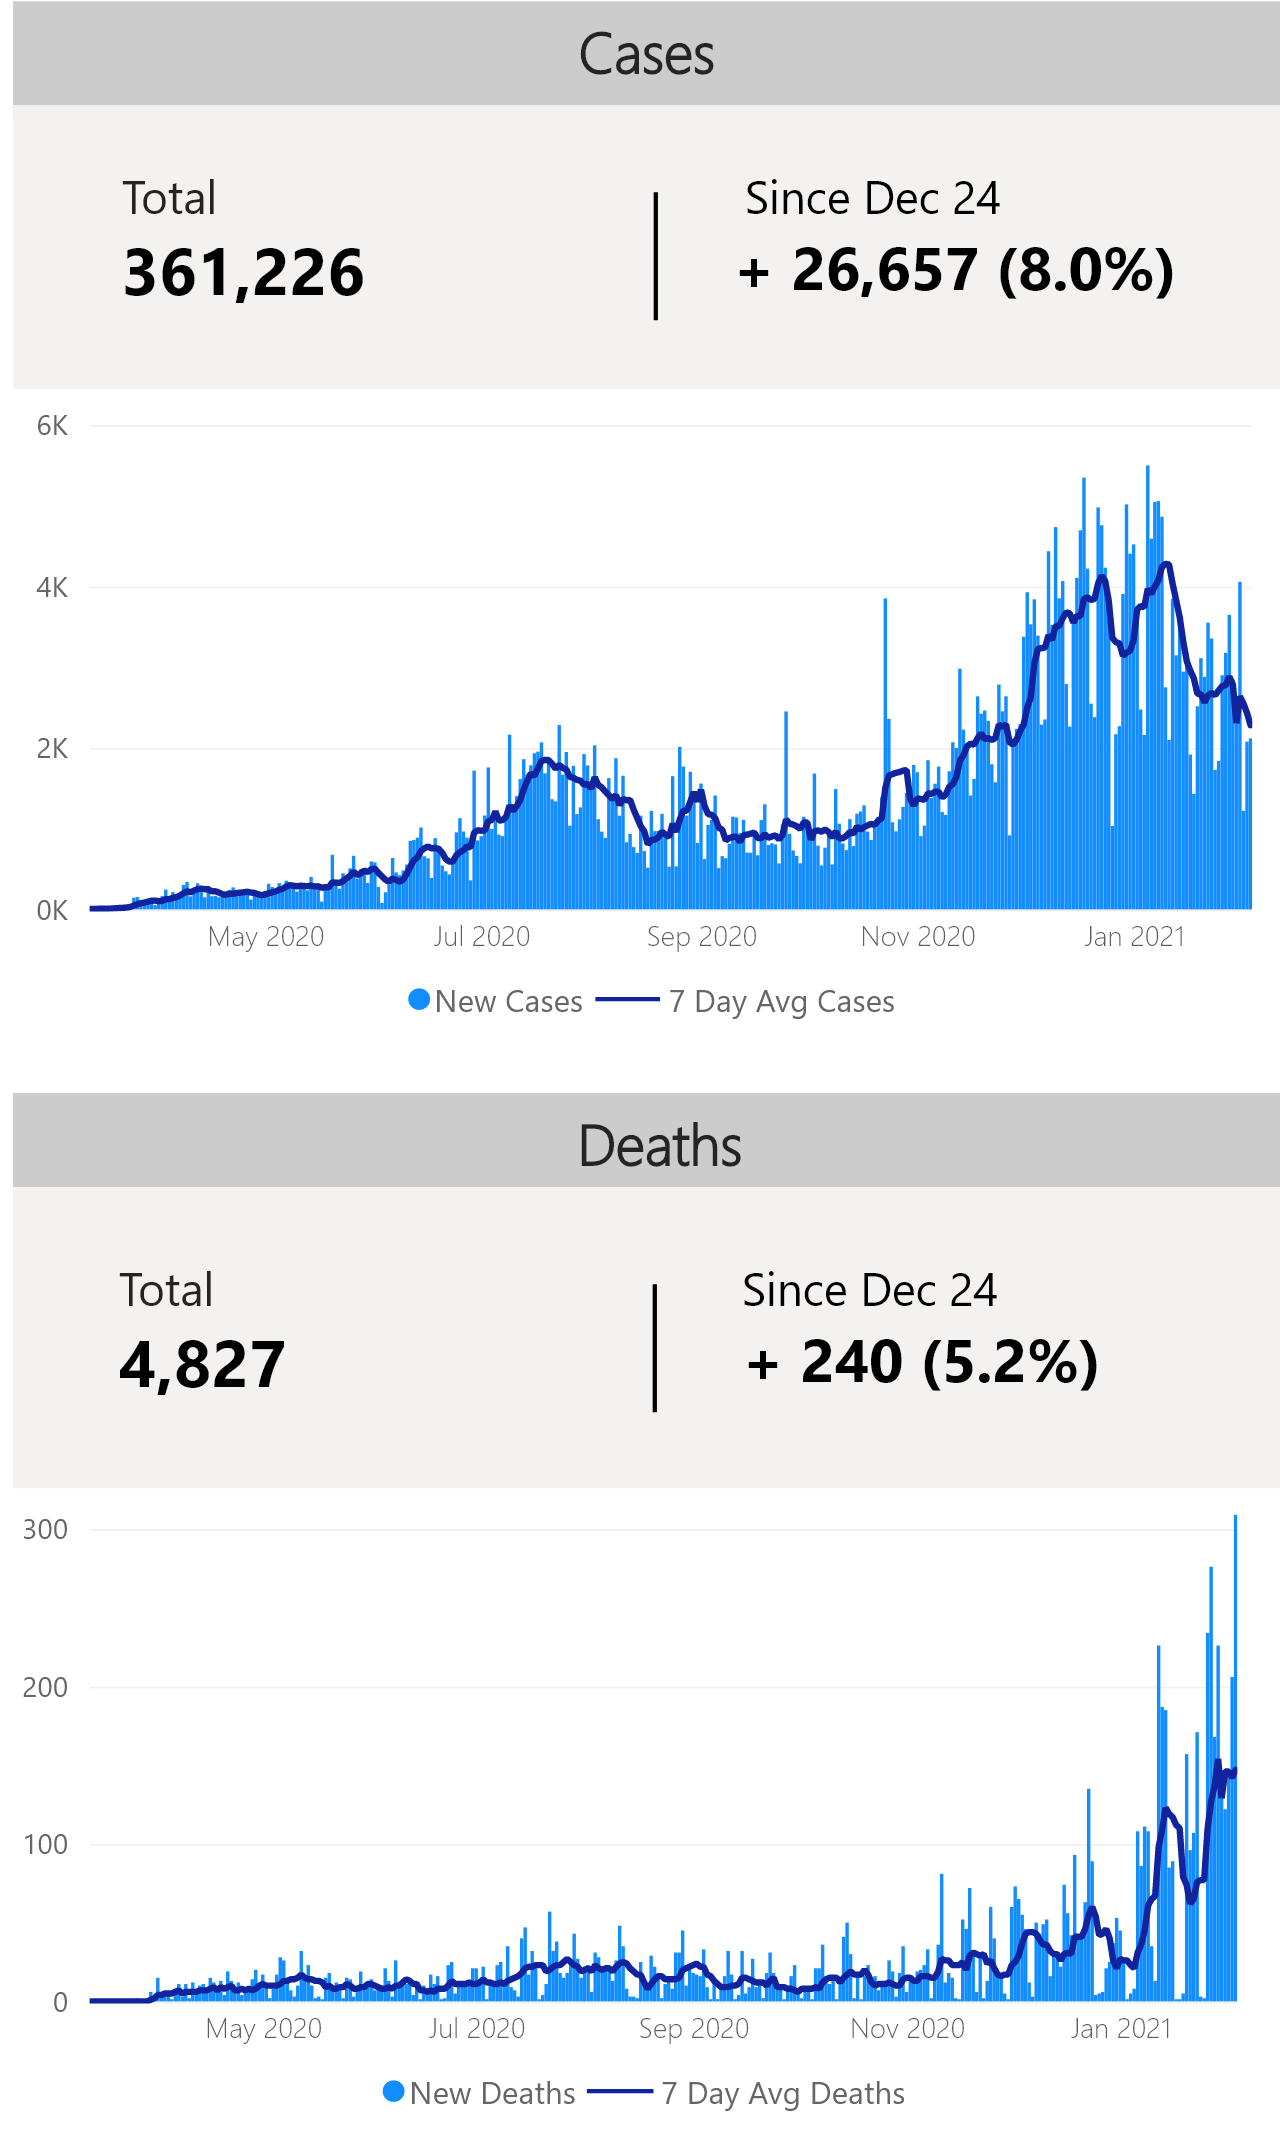 Cases
Total
361,226
Since Dec 24
+ 26,657 (8.0%)
6K
4K
2K
0K
May 2020
Jul 2020
Sep 2020
Nov 2020
Jan 2021
New Cases
7 Day Avg Cases
Deaths
Total
4,827
Since Dec 24
+ 240 (5.2%)
300
200
100
0
May 2020
Jul 2020
Sep 2020
Nov 2020
Jan 2021
New Deaths
7 Day Avg Deaths